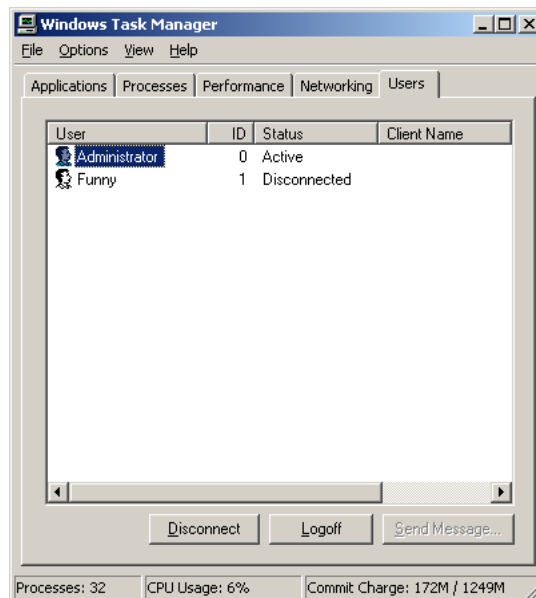 Windows Task Manager
File Options View Help
Applications Processes Performance Networking Users
User ID Status Client Name
Administrator 0 Active
Funny 1 Disconnected
Disconnect Logoff Send Message...
Processes: 32 CPU Usage: 6% Commit Charge: 172M / 1249M